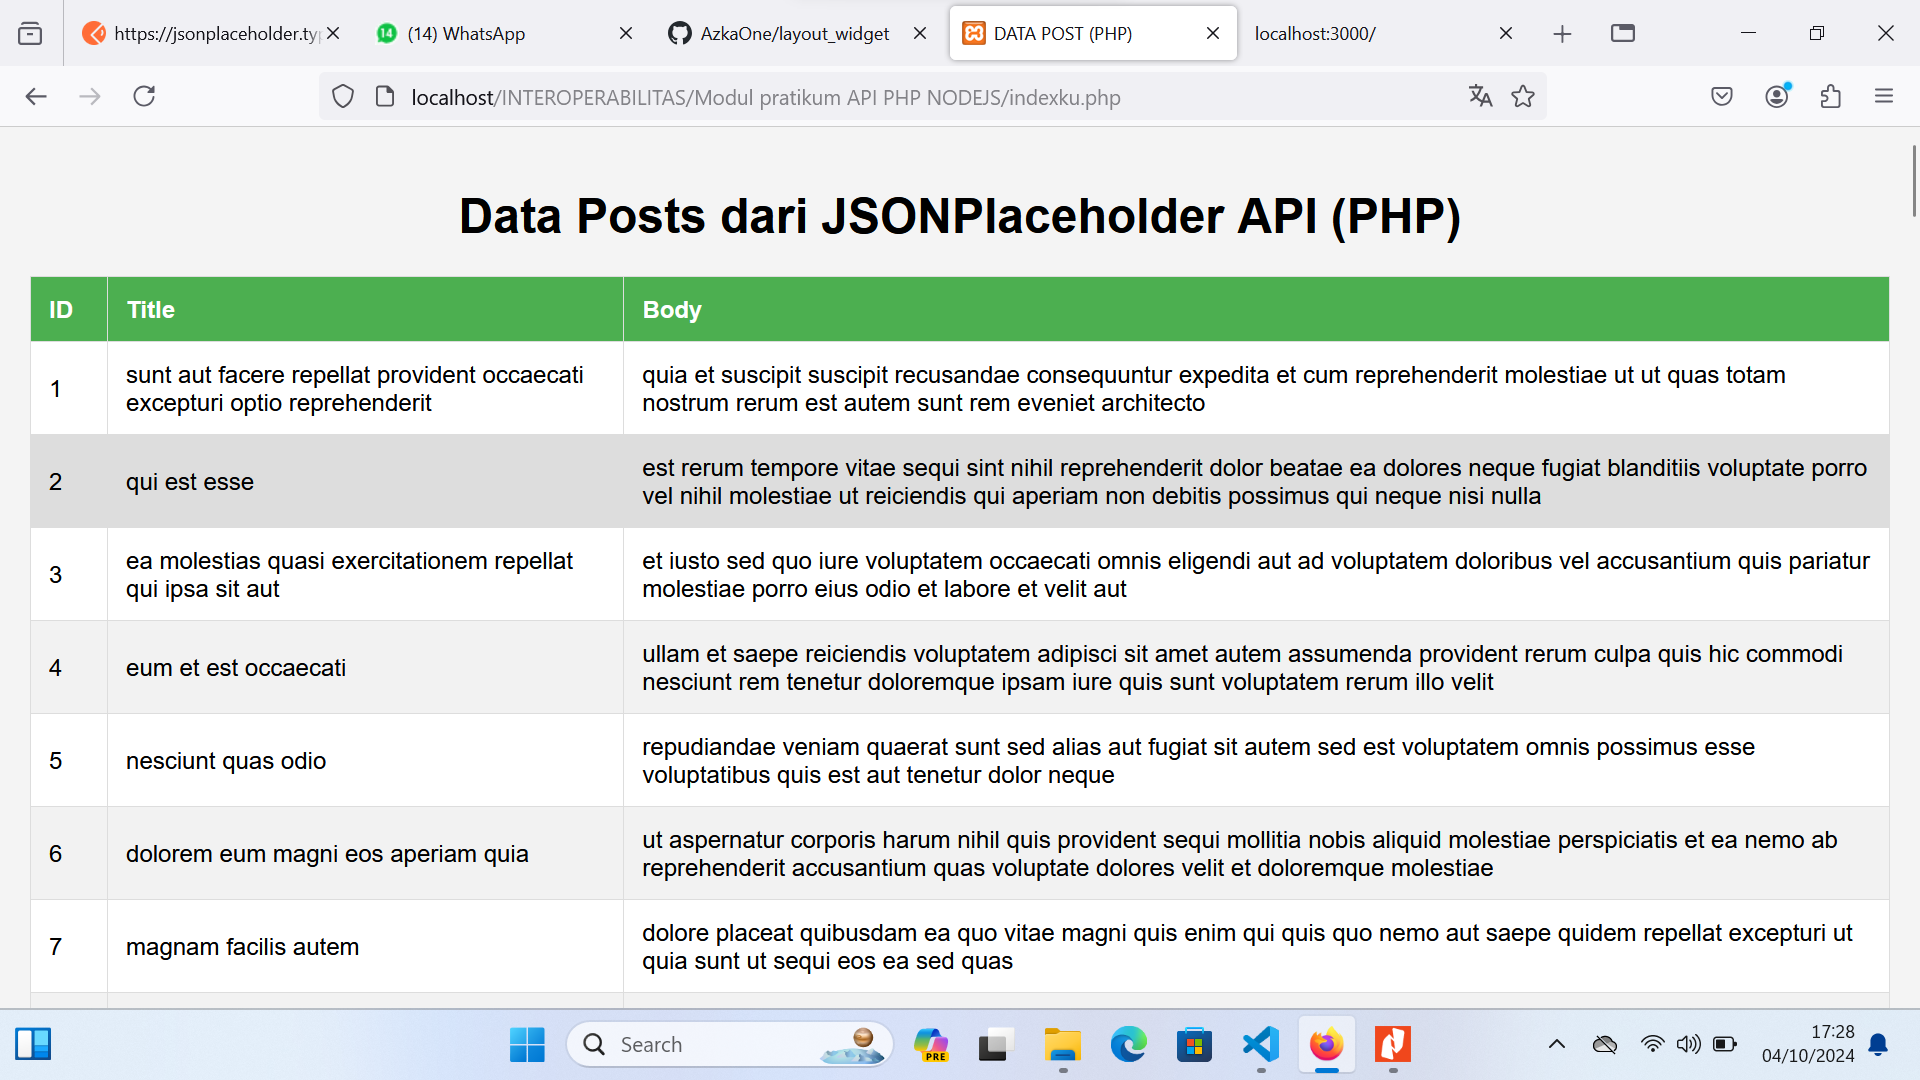 https://jsonplaceholder.typ
14
(14) WhatsApp
AzkaOne/layout_widget
DATA POST (PHP)
localhost:3000/
localhost/INTEROPERABILITAS/Modul pratikum API PHP NODEJS/indexku.php
Data Posts dari JSONPlaceholder API (PHP)
ID Title Body
1
sunt aut facere repellat provident occaecati
excepturi optio reprehenderit
quia et suscipit suscipit recusandae consequuntur expedita et cum reprehenderit molestiae ut ut quas totam
nostrum rerum est autem sunt rem eveniet architecto
2
qui est esse
est rerum tempore vitae sequi sint nihil reprehenderit dolor beatae ea dolores neque fugiat blanditiis voluptate porro
vel nihil molestiae ut reiciendis qui aperiam non debitis possimus qui neque nisi nulla
3
ea molestias quasi exercitationem repellat
qui ipsa sit aut
et iusto sed quo iure voluptatem occaecati omnis eligendi aut ad voluptatem doloribus vel accusantium quis pariatur
molestiae porro eius odio et labore et velit aut
4
eum et est occaecati
ullam et saepe reiciendis voluptatem adipisci sit amet autem assumenda provident rerum culpa quis hic commodi
nesciunt rem tenetur doloremque ipsam iure quis sunt voluptatem rerum illo velit
5
nesciunt quas odio
repudiandae veniam quaerat sunt sed alias aut fugiat sit autem sed est voluptatem omnis possimus esse
voluptatibus quis est aut tenetur dolor neque
6
dolorem eum magni eos aperiam quia
ut aspernatur corporis harum nihil quis provident sequi mollitia nobis aliquid molestiae perspiciatis et ea nemo ab
reprehenderit accusantium quas voluptate dolores velit et doloremque molestiae
7
magnam facilis autem
dolore placeat quibusdam ea quo vitae magni quis enim qui quis quo nemo aut saepe quidem repellat excepturi ut
quia sunt ut sequi eos ea sed quas
Search
PRE
17:28
04/10/2024